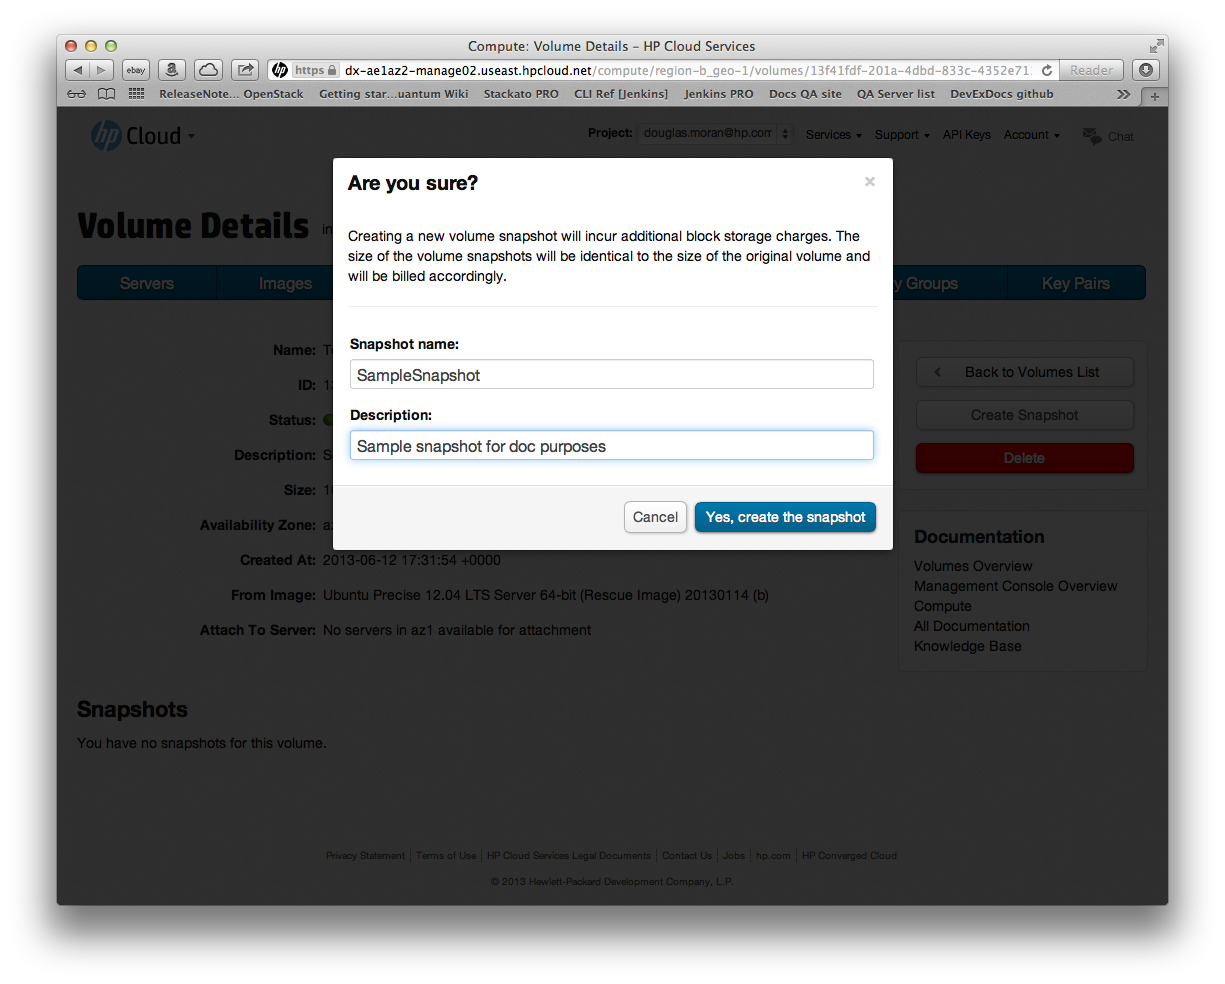 Compute: Volume Details – HP Cloud Services
ebay
hp https dx-ae1az2-manage02.useast.hpcloud.net/compute/region-b_geo-1/volumes/13f41fdf-201a-4dbd-833c-4352e71 Reader
ReleaseNote... OpenStack Getting star...uantum Wiki Stackato PRO CLI Ref [Jenkins] Jenkins PRO Docs QA site QA Server list DevExDocs github
hp Cloud Project: douglas.moran@hp.com Services Support API Keys Account Chat
Are you sure?
Volume Details in
Creating a new volume snapshot will incur additional block storage charges. The
size of the volume snapshots will be identical to the size of the original volume and
will be billed accordingly.
Servers Images y Groups Key Pairs
Snapshot name:
SampleSnapshot
Description:
Sample snapshot for doc purposes
Cancel Yes, create the snapshot
Name: T
ID: 1
Status:
Description: S
Size: 1
Availability Zone: a
Created At: 2013-06-12 17:31:54 +0000
From Image: Ubuntu Precise 12.04 LTS Server 64-bit (Rescue Image) 20130114 (b)
Attach To Server: No servers in az1 available for attachment
Back to Volumes List
Create Snapshot
Delete
Documentation
Volumes Overview
Management Console Overview
Compute
All Documentation
Knowledge Base
Snapshots
You have no snapshots for this volume.
Privacy Statement Terms of Use HP Cloud Services Legal Documents Contact Us Jobs hp.com HP Converged Cloud
© 2013 Hewlett-Packard Development Company, L.P.